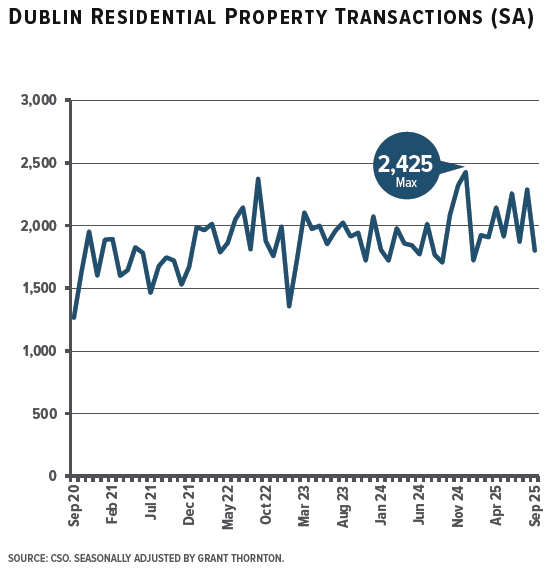 Dublin Residential Property Transactions (SA)
3,000
2,500
2,425
Max
2,000
1,500
1,000
500
0
Sep 20
Feb 21
Jul 21
Dec 21
May 22
Oct 22
Mar 23
Aug 23
Jan 24
Jun 24
Nov 24
Apr 25
Sep 25
SOURCE: CSO. SEASONALLY ADJUSTED BY GRANT THORNTON.